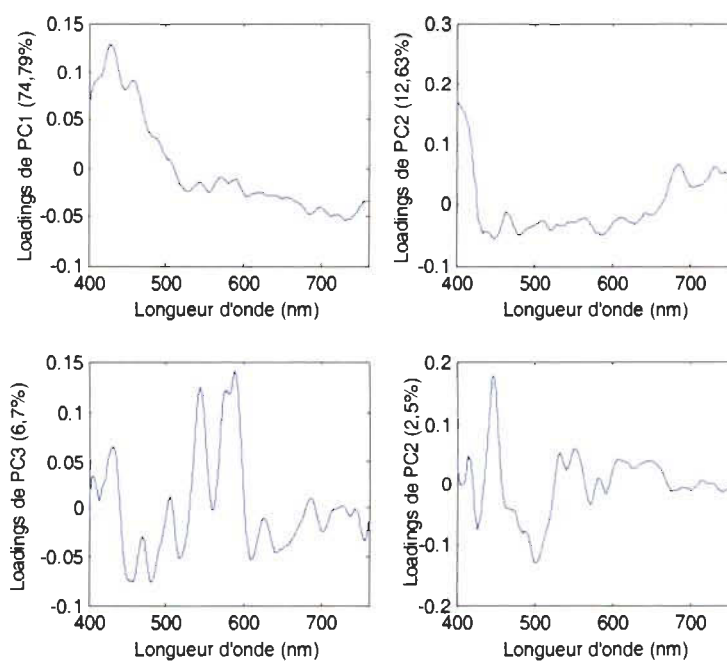 Loadings de PC1 (74,79%)
0.15
0.1
0.05
0
-0.05
-0.1
400 500 600 700
Longueur d'onde (nm)
Loadings de PC2 (12,63%)
0.3
0.2
0.1
0
-0.1
400 500 600 700
Longueur d'onde (nm)
Loadings de PC3 (6,7%)
0.15
0.1
0.05
0
-0.05
-0.1
400 500 600 700
Longueur d'onde (nm)
Loadings de PC2 (2,5%)
0.2
0.1
0
-0.1
-0.2
400 500 600 700
Longueur d'onde (nm)